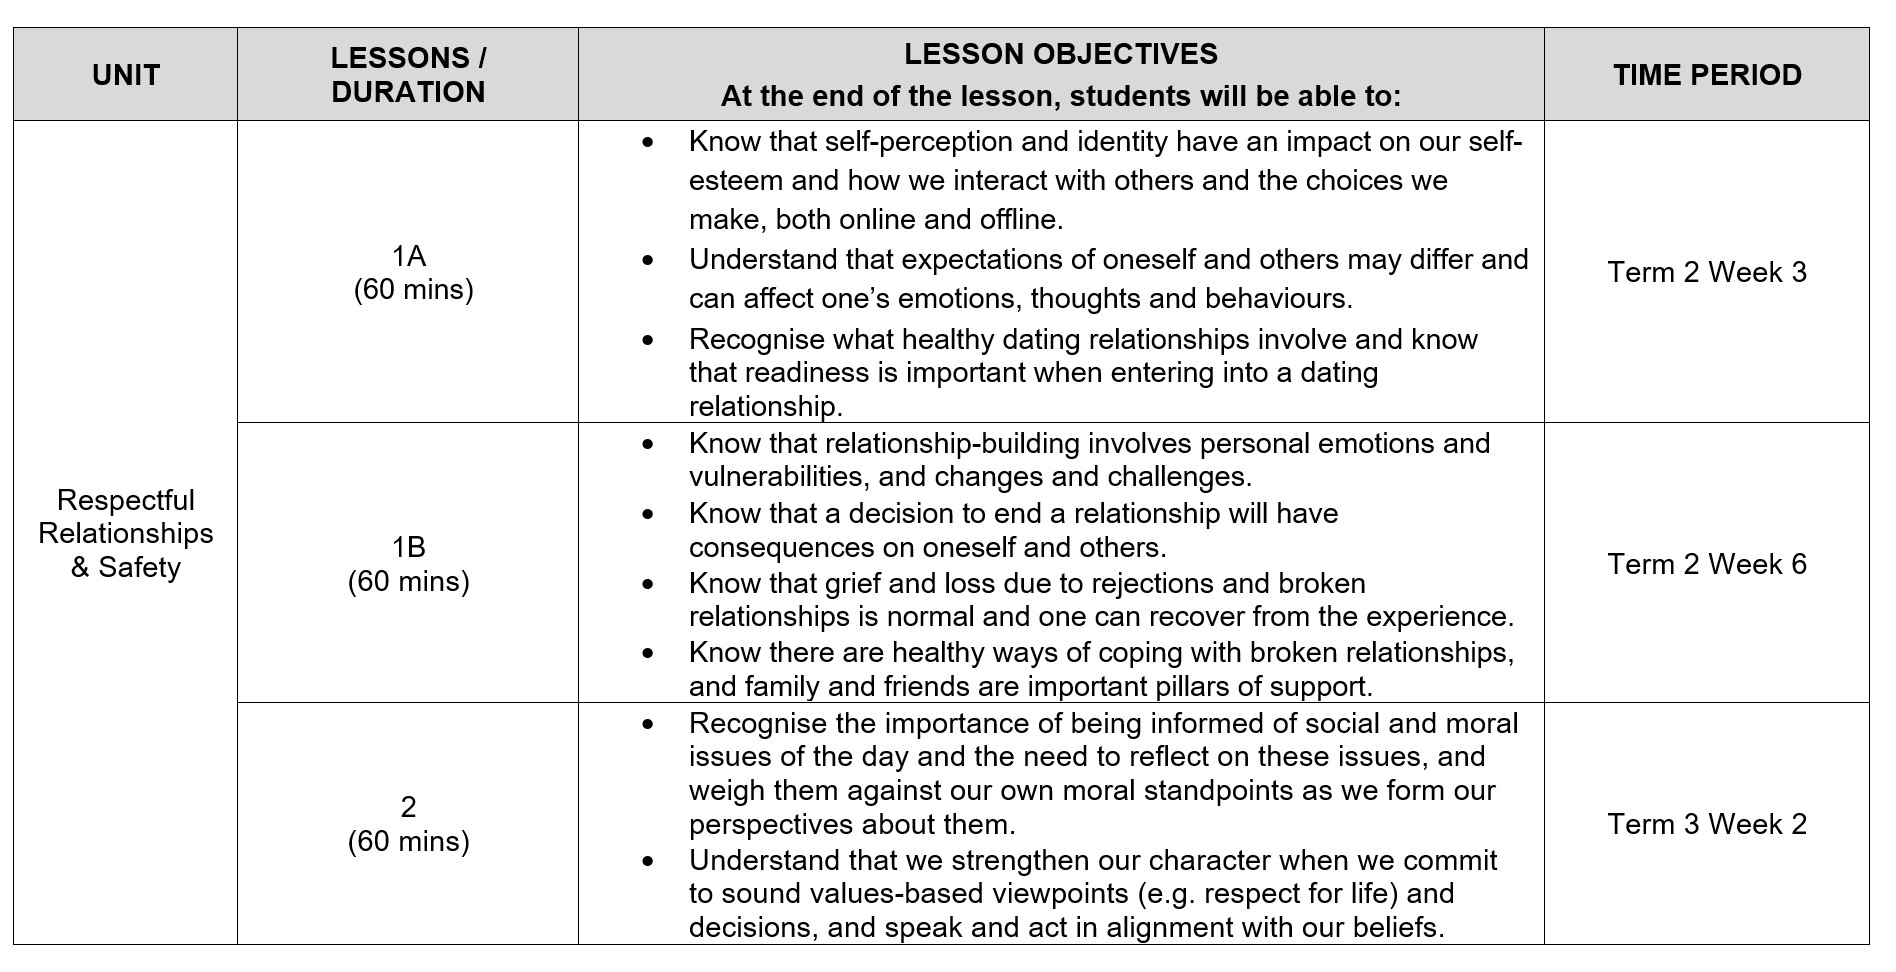 UNIT
LESSONS /
DURATION
LESSON OBJECTIVES
At the end of the lesson, students will be able to:
TIME PERIOD
Respectful
Relationships
& Safety
1A
(60 mins)
• Know that self-perception and identity have an impact on our self-
esteem and how we interact with others and the choices we
make, both online and offline.
• Understand that expectations of oneself and others may differ and
can affect one’s emotions, thoughts and behaviours.
• Recognise what healthy dating relationships involve and know
that readiness is important when entering into a dating
relationship.
Term 2 Week 3
1B
(60 mins)
• Know that relationship-building involves personal emotions and
vulnerabilities, and changes and challenges.
• Know that a decision to end a relationship will have
consequences on oneself and others.
• Know that grief and loss due to rejections and broken
relationships is normal and one can recover from the experience.
• Know there are healthy ways of coping with broken relationships,
and family and friends are important pillars of support.
Term 2 Week 6
2
(60 mins)
• Recognise the importance of being informed of social and moral
issues of the day and the need to reflect on these issues, and
weigh them against our own moral standpoints as we form our
perspectives about them.
• Understand that we strengthen our character when we commit
to sound values-based viewpoints (e.g. respect for life) and
decisions, and speak and act in alignment with our beliefs.
Term 3 Week 2